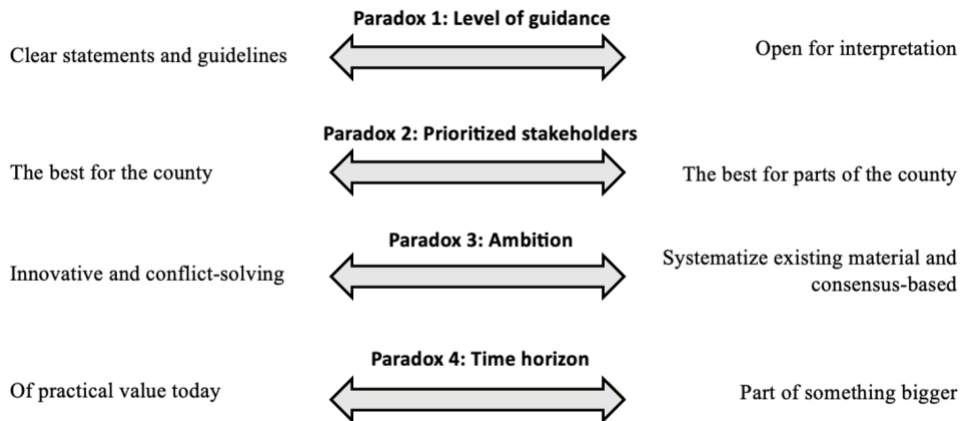 Paradox 1: Level of guidance
Clear statements and guidelines
Open for interpretation
Paradox 2: Prioritized stakeholders
The best for the county
The best for parts of the county
Paradox 3: Ambition
Innovative and conflict-solving
Systematize existing material and
consensus-based
Paradox 4: Time horizon
Of practical value today
Part of something bigger